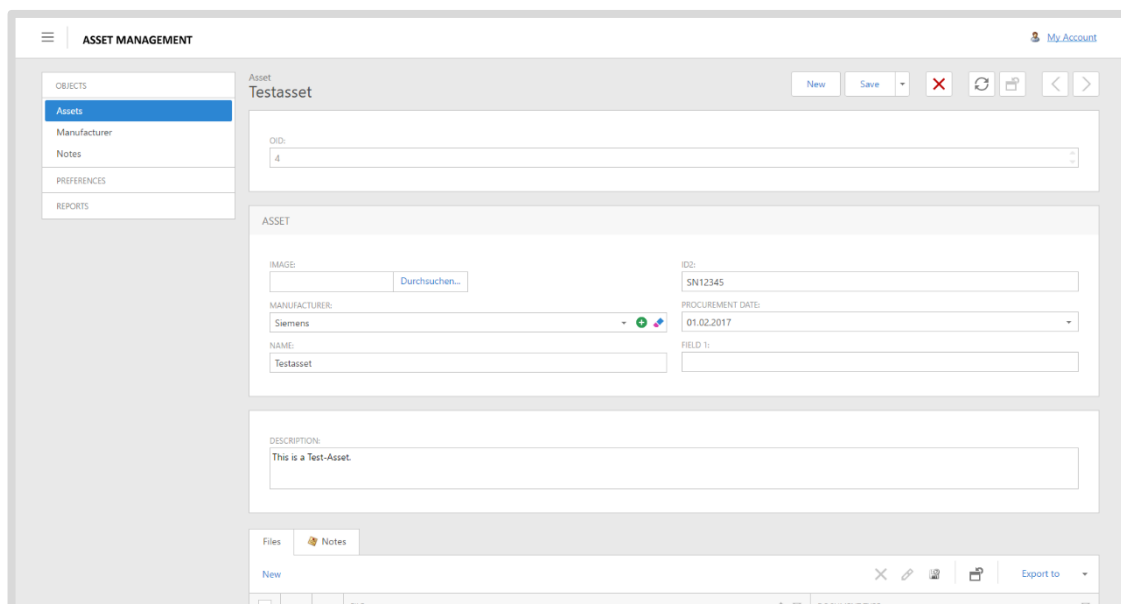 ASSET MANAGEMENT
My Account
OBJECTS
Assets
Manufacturer
Notes
PREFERENCES
REPORTS
Asset
Testasset
New
Save
OID:
4
ASSET
IMAGE:
Durchsuchen...
ID2:
SN12345
MANUFACTURER:
Siemens
PROCUREMENT DATE:
01.02.2017
NAME:
Testasset
FIELD 1:
DESCRIPTION:
This is a Test-Asset.
Files
Notes
New
Export to